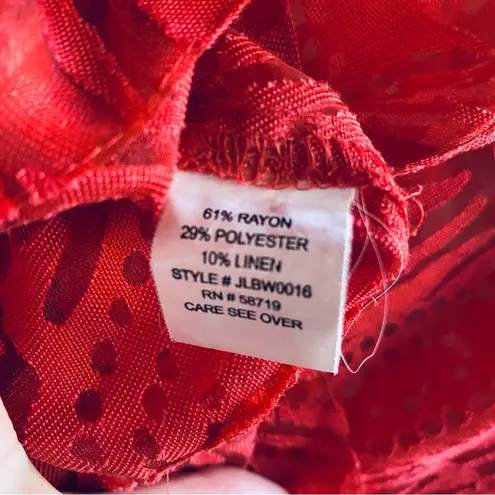 61% RAYON
29% POLYESTER
10% LINEN
STYLE # JLBW0016
RN # 58719
CARE SEE OVER